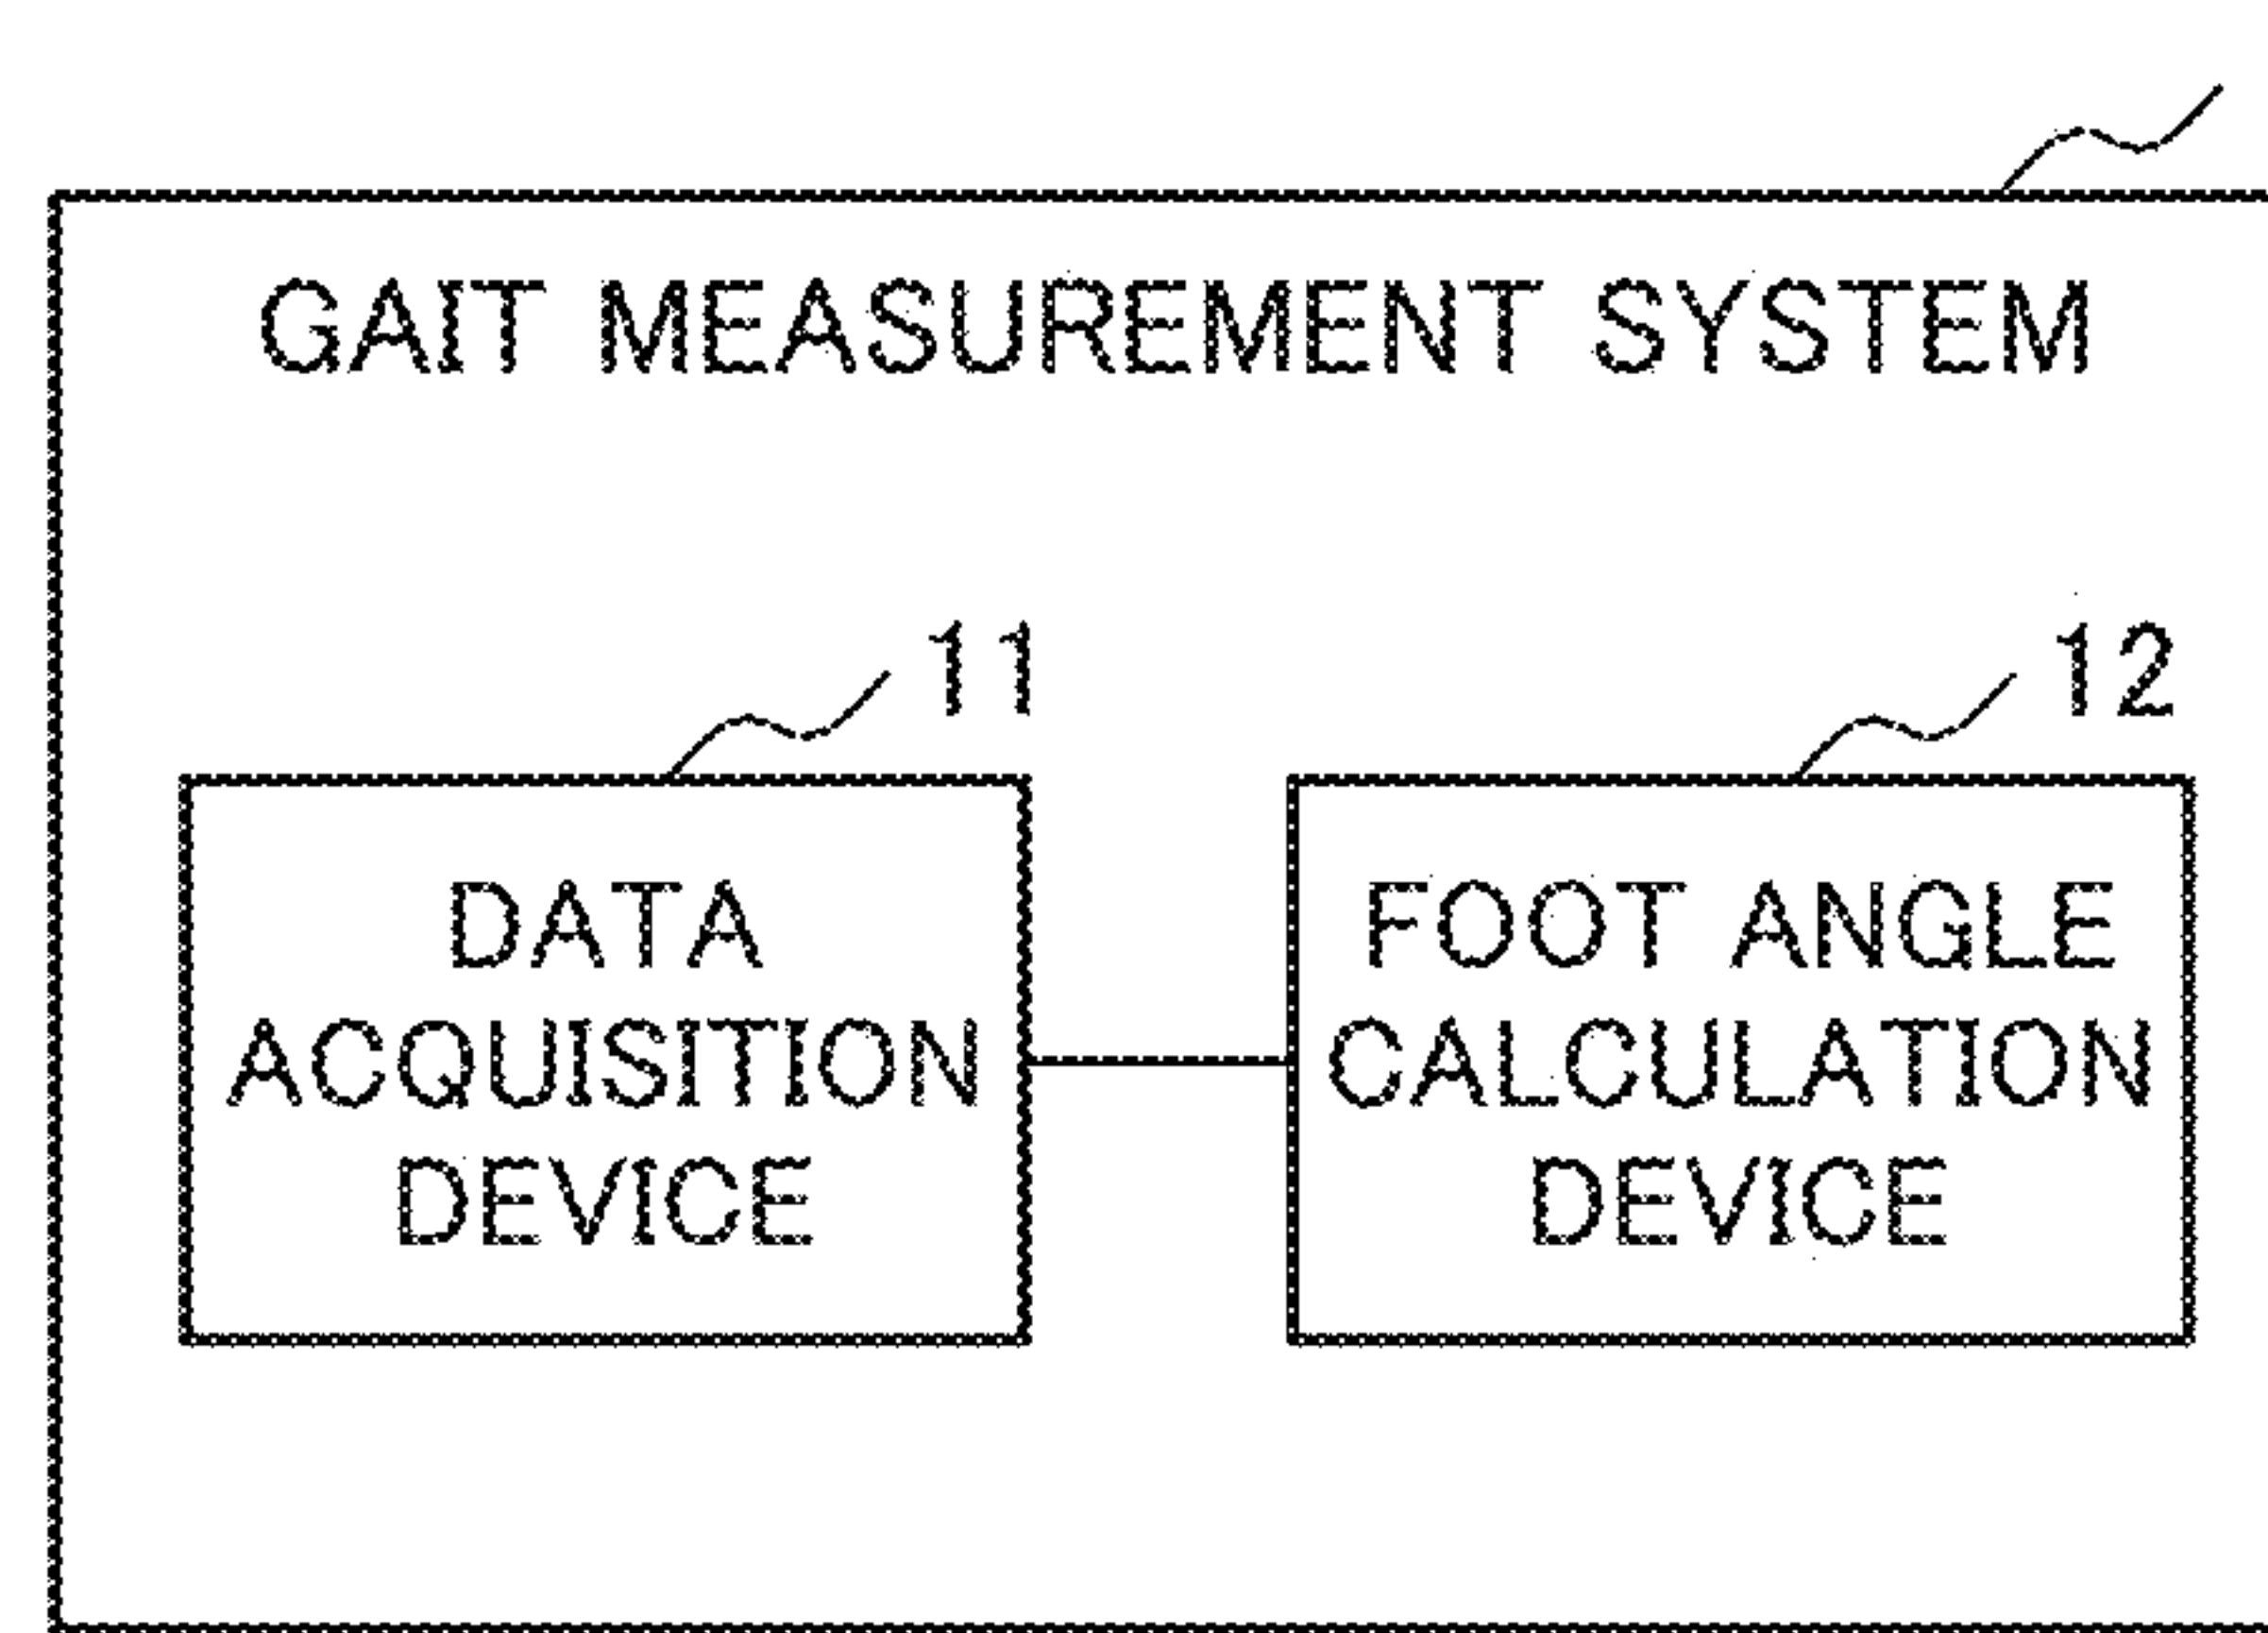 GAIT MEASUREMENT SYSTEM
11
12
DATA
ACQUISITION
DEVICE
FOOT ANGLE
CALCULATION
DEVICE